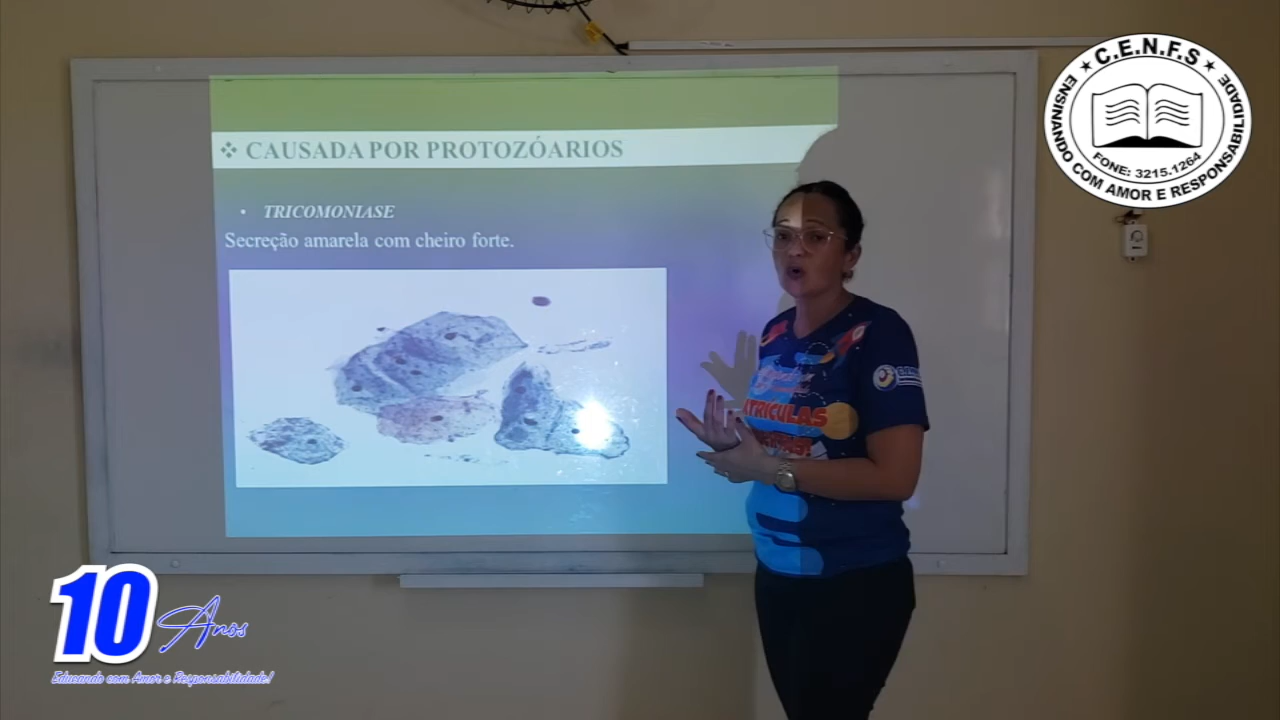 C.E.N.F.S
ENSINANDO COM AMOR E RESPONSABILIDADE
FONE: 3215.1264
❖ CAUSADA POR PROTOZÓARIOS
• TRICOMONIASE
Secreção amarela com cheiro forte.
10 Anos
Educando com Amor e Responsabilidade!